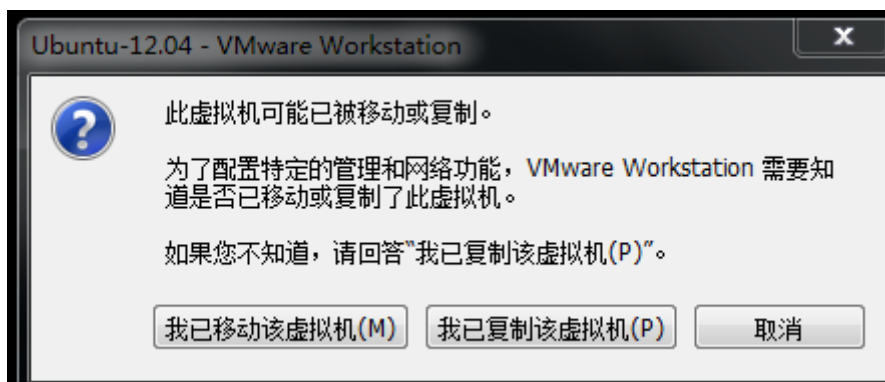 Ubuntu-12.04 - VMware Workstation
此虚拟机可能已被移动或复制。
为了配置特定的管理和网络功能，VMware Workstation 需要知
道是否已移动或复制了此虚拟机。
如果您不知道，请回答“我已复制该虚拟机(P)”。
我已移动该虚拟机(M) 我已复制该虚拟机(P) 取消